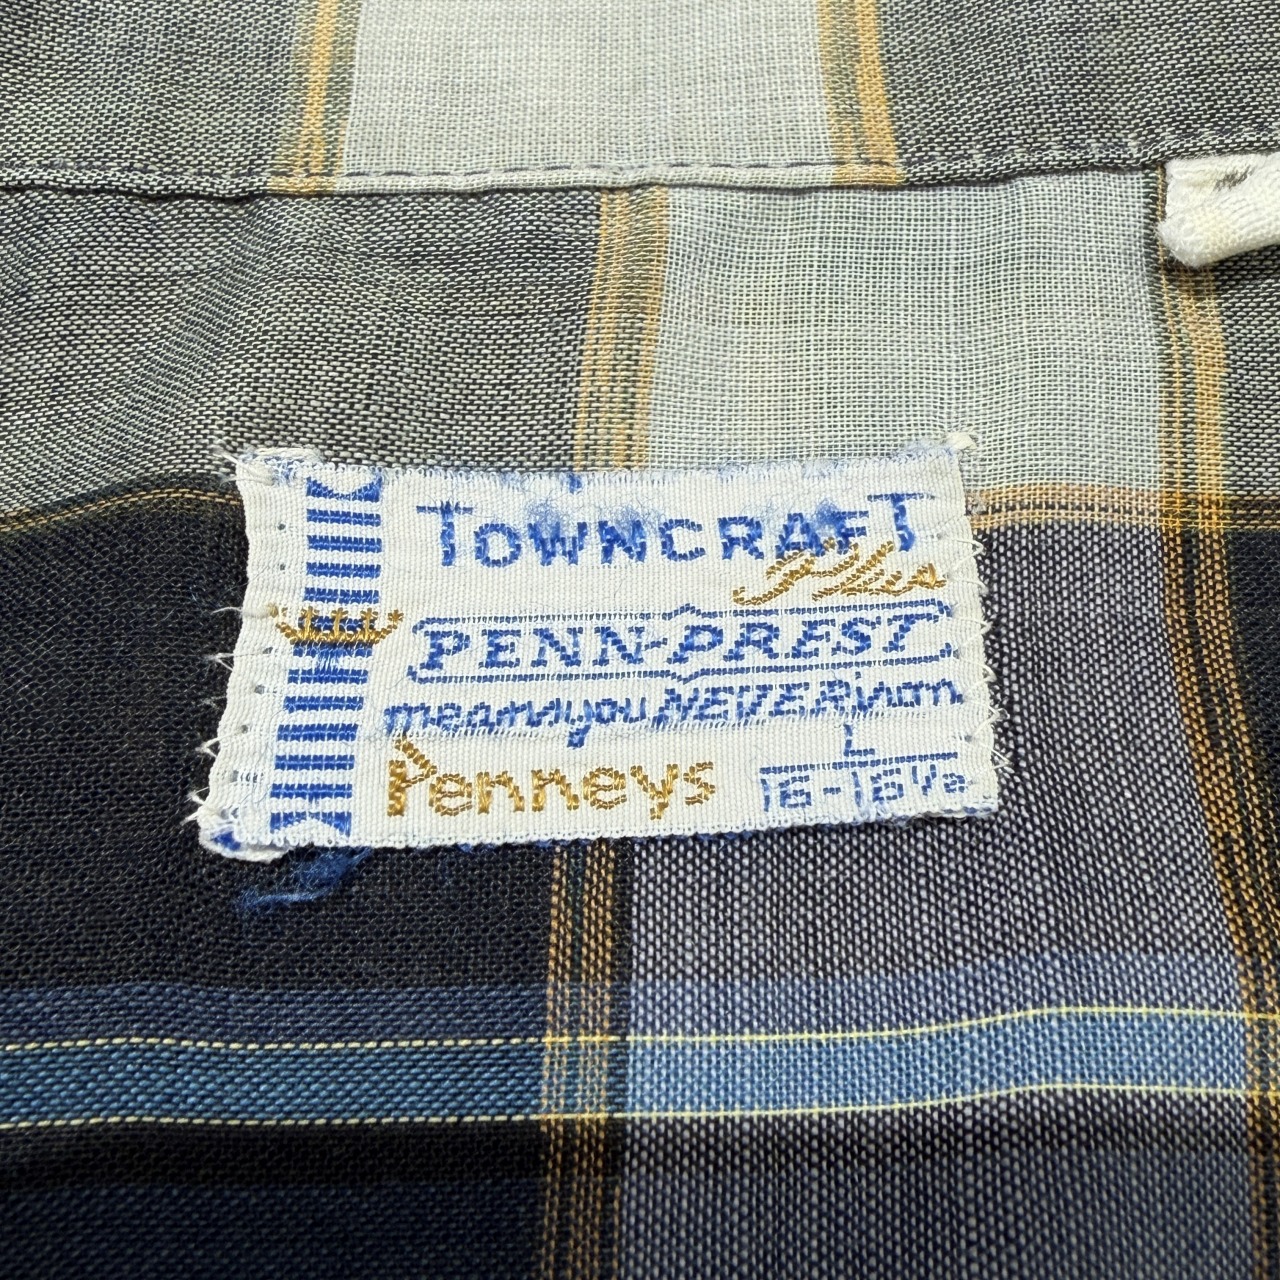 TOWNCRAFT
Plus
PENN-PREST
means you NEVER iron
L
Penneys 16-16½